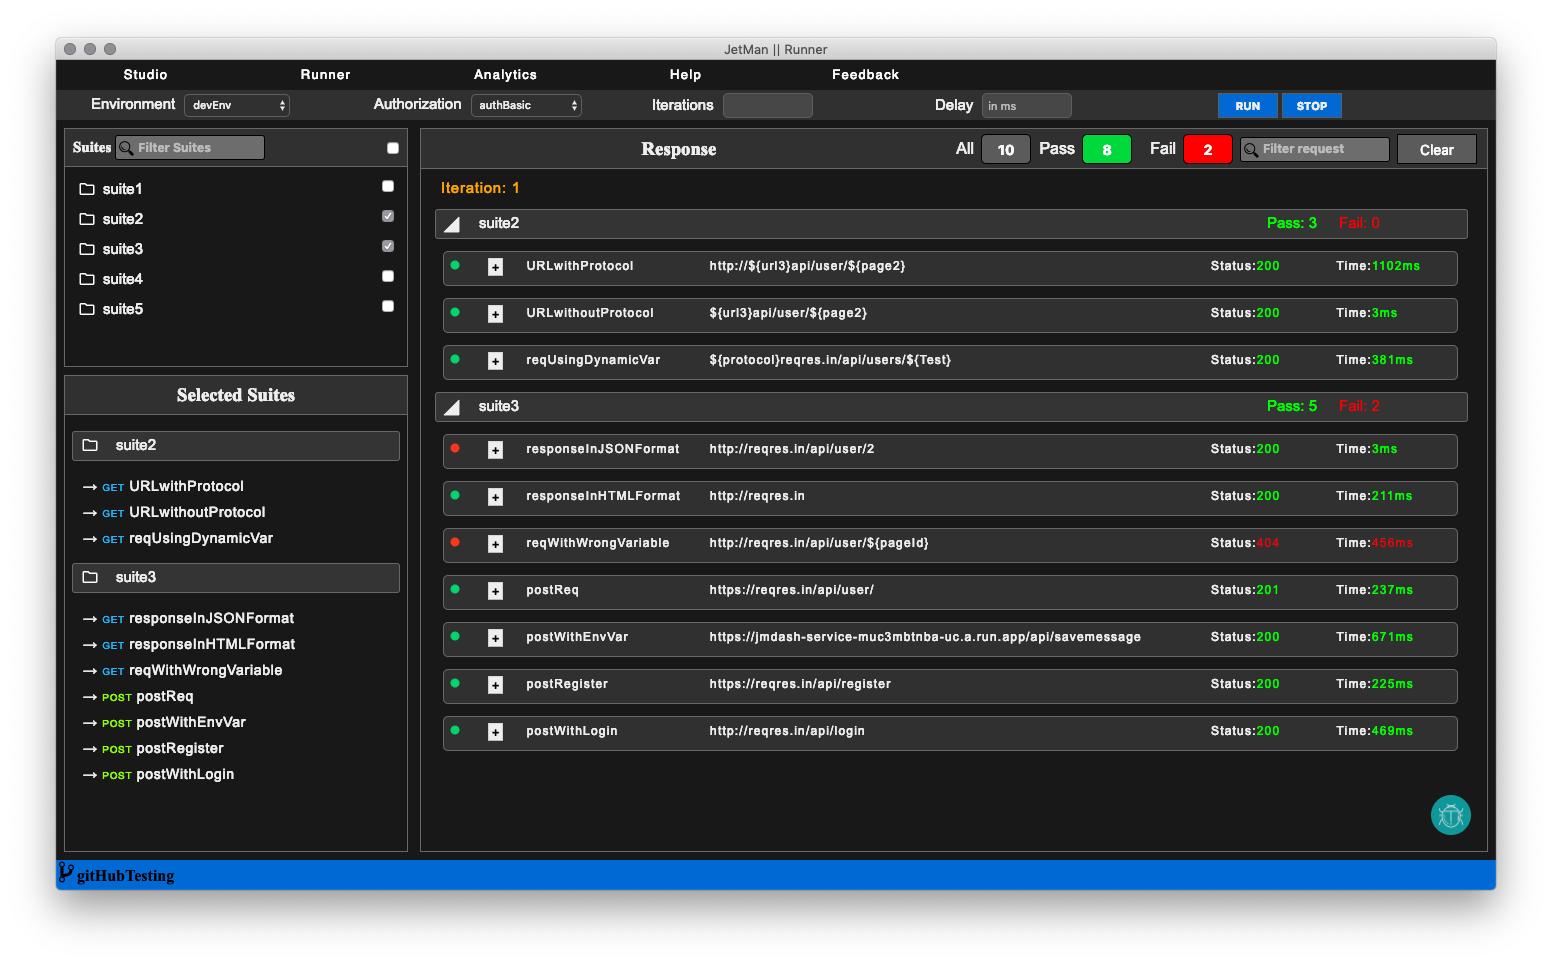 JetMan || Runner
Studio Runner Analytics Help Feedback
Environment devEnv Authorization authBasic Iterations Delay in ms RUN STOP
Suites Filter Suites
suite1
suite2
suite3
suite4
suite5
Selected Suites
suite2
GET URLwithProtocol
GET URLwithoutProtocol
GET reqUsingDynamicVar
suite3
GET responseInJSONFormat
GET responseInHTMLFormat
GET reqWithWrongVariable
POST postReq
POST postWithEnvVar
POST postRegister
POST postWithLogin
Response All 10 Pass 8 Fail 2 Filter request Clear
Iteration: 1
suite2 Pass: 3 Fail: 0
+ URLwithProtocol http://${url3}api/user/${page2} Status:200 Time:1102ms
+ URLwithoutProtocol ${url3}api/user/${page2} Status:200 Time:3ms
+ reqUsingDynamicVar ${protocol}reqres.in/api/users/${Test} Status:200 Time:381ms
suite3 Pass: 5 Fail: 2
+ responseInJSONFormat http://reqres.in/api/user/2 Status:200 Time:3ms
+ responseInHTMLFormat http://reqres.in Status:200 Time:211ms
+ reqWithWrongVariable http://reqres.in/api/user/${pageId} Status:404 Time:456ms
+ postReq https://reqres.in/api/user/ Status:201 Time:237ms
+ postWithEnvVar https://jmdash-service-muc3mbtnba-uc.a.run.app/api/savemessage Status:200 Time:671ms
+ postRegister https://reqres.in/api/register Status:200 Time:225ms
+ postWithLogin http://reqres.in/api/login Status:200 Time:469ms
gitHubTesting